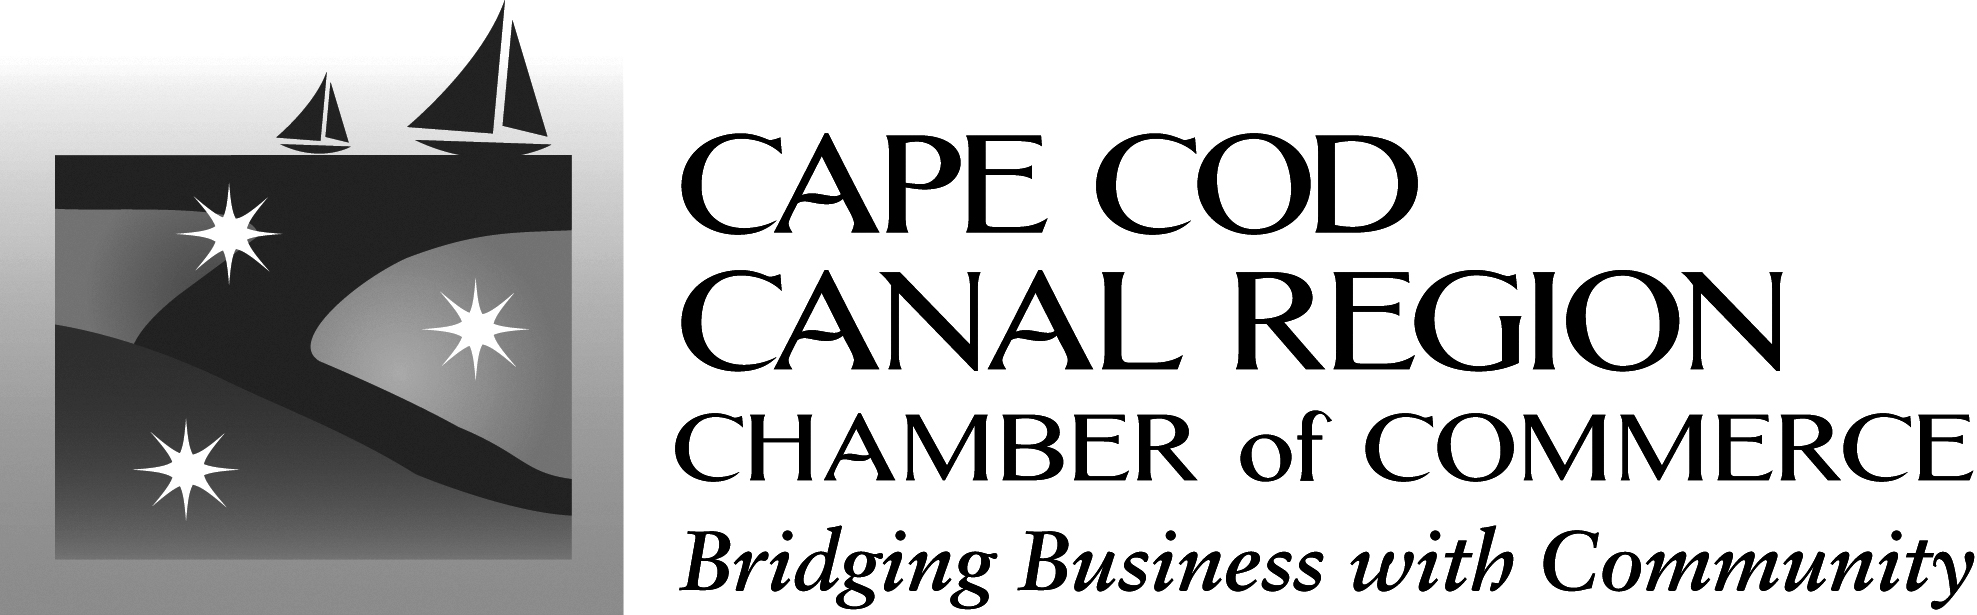 CAPE COD
CANAL REGION
CHAMBER of COMMERCE
Bridging Business with Community